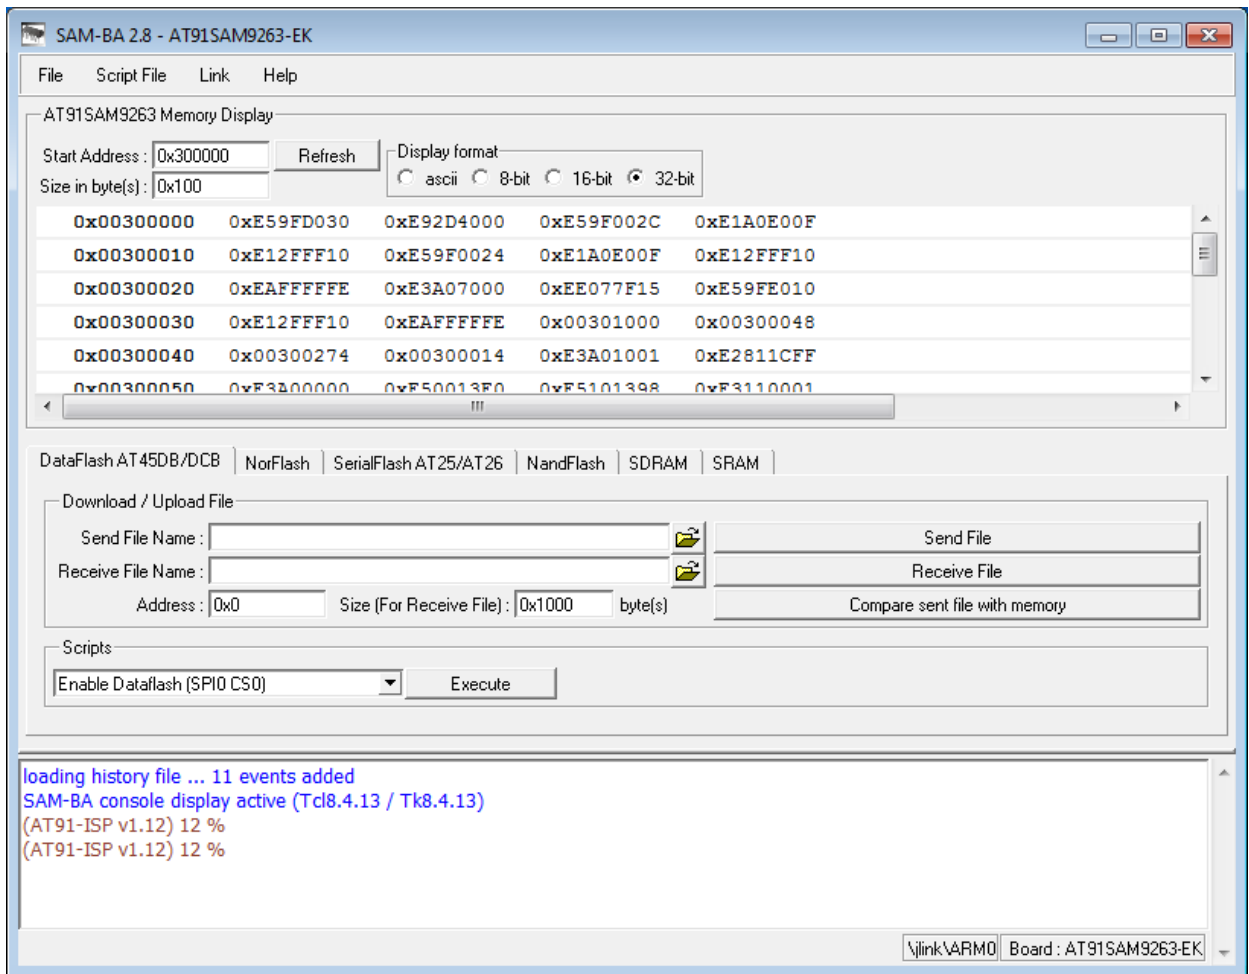 SAM-BA 2.8 - AT91SAM9263-EK
File Script File Link Help
AT91SAM9263 Memory Display
Start Address : 0x300000 Refresh
Size in byte(s) : 0x100
Display format
ascii 8-bit 16-bit 32-bit
0x00300000 0xE59FD030 0xE92D4000 0xE59F002C 0xE1A0E00F
0x00300010 0xE12FFF10 0xE59F0024 0xE1A0E00F 0xE12FFF10
0x00300020 0xEAFFFFFE 0xE3A07000 0xEE077F15 0xE59FE010
0x00300030 0xE12FFF10 0xEAFFFFFE 0x00301000 0x00300048
0x00300040 0x00300274 0x00300014 0xE3A01001 0xE2811CFF
0x00300050 0xE3A00000 0xE50013E0 0xE5101398 0xE3110001
DataFlash AT45DB/DCB NorFlash SerialFlash AT25/AT26 NandFlash SDRAM SRAM
Download / Upload File
Send File Name : Send File
Receive File Name : Receive File
Address : 0x0 Size (For Receive File) : 0x1000 byte(s) Compare sent file with memory
Scripts
Enable Dataflash (SPI0 CS0) Execute
loading history file ... 11 events added
SAM-BA console display active (Tcl8.4.13 / Tk8.4.13)
(AT91-ISP v1.12) 12 %
(AT91-ISP v1.12) 12 %
\jlink\ARM0 Board : AT91SAM9263-EK